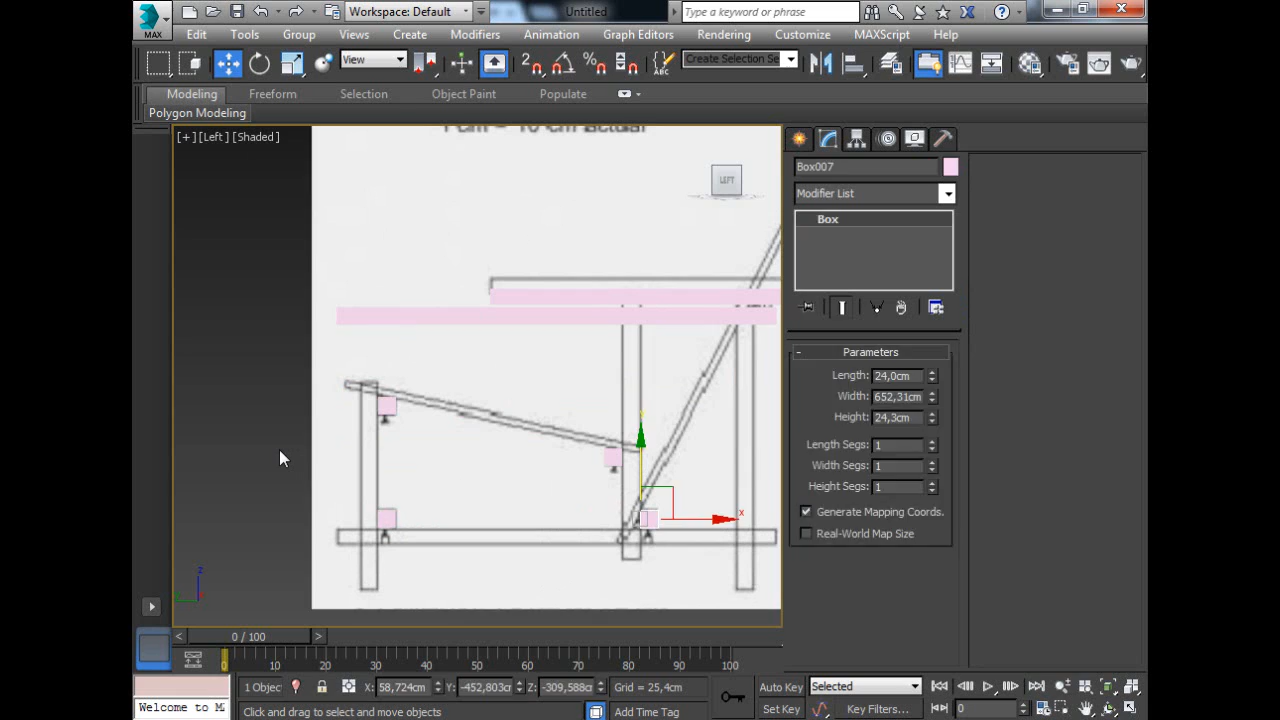 Workspace: Default
Untitled
Type a keyword or phrase
MAX
Edit Tools Group Views Create Modifiers Animation Graph Editors Rendering Customize MAXScript Help
View
Create Selection Se
Modeling Freeform Selection Object Paint Populate
Polygon Modeling
[+] [Left] [Shaded]
LEFT
Box007
Modifier List
Box
Parameters
Length: 24,0cm
Width: 652,31cm
Height: 24,3cm
Length Segs: 1
Width Segs: 1
Height Segs: 1
Generate Mapping Coords.
Real-World Map Size
x
z
0 / 100
0 10 20 30 40 50 60 70 80 90 100
1 Objec X: 58,724cm Y: -452,803c Z: -309,588c Grid = 25,4cm Auto Key Selected
Welcome to MA Click and drag to select and move objects Add Time Tag Set Key Key Filters... 0